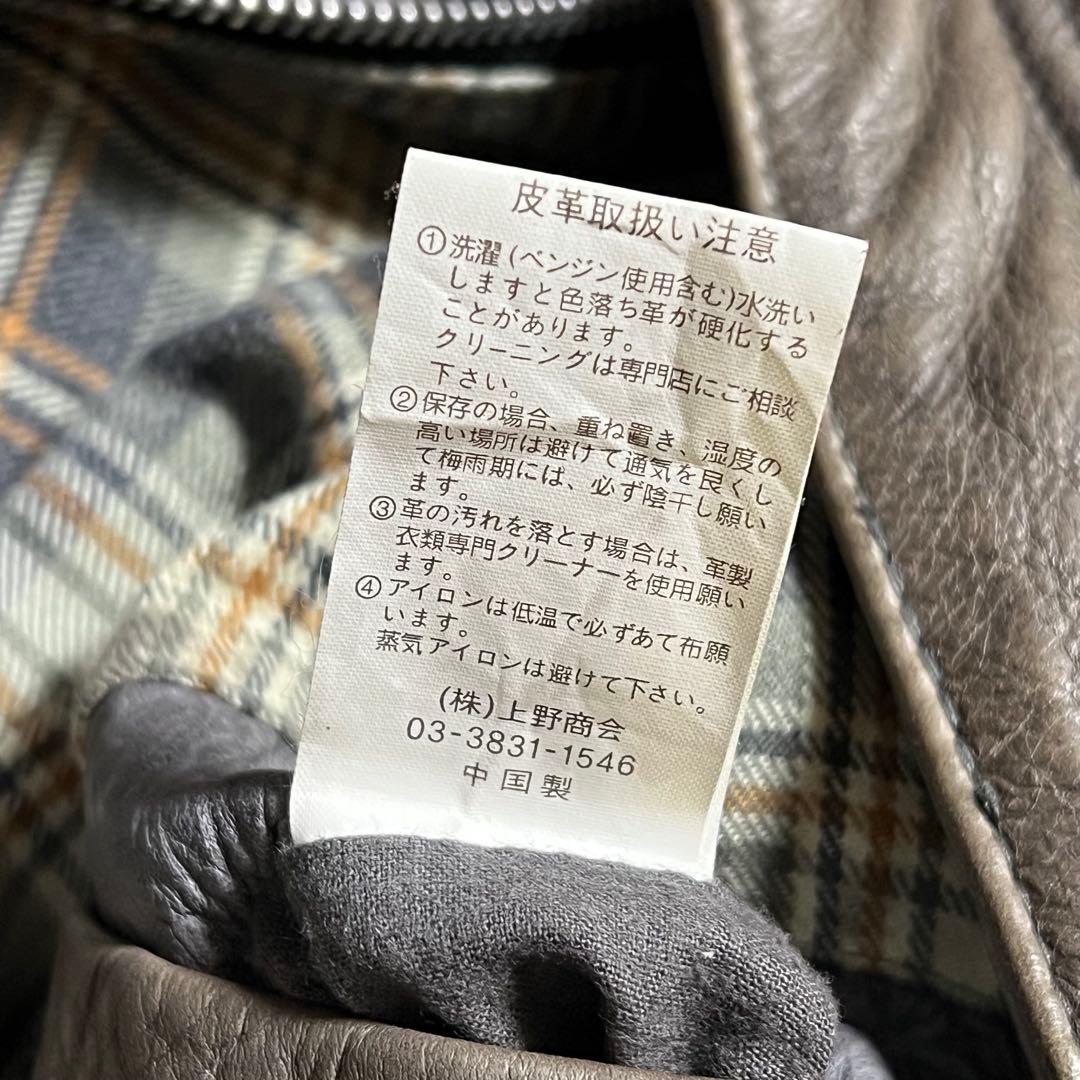 皮革取扱い注意
①洗濯(ベンジン使用含む)水洗い
しますと色落ち革が硬化する
ことがあります。
クリーニングは専門店にご相談
下さい。
②保存の場合、重ね置き、湿度の
高い場所は避けて通気を良くし
て梅雨期には、必ず陰干し願い
ます。
③革の汚れを落とす場合は、革製
衣類専門クリーナーを使用願い
ます。
④アイロンは低温で必ずあて布願
います。
蒸気アイロンは避けて下さい。
(株)上野商会
03-3831-1546
中国製